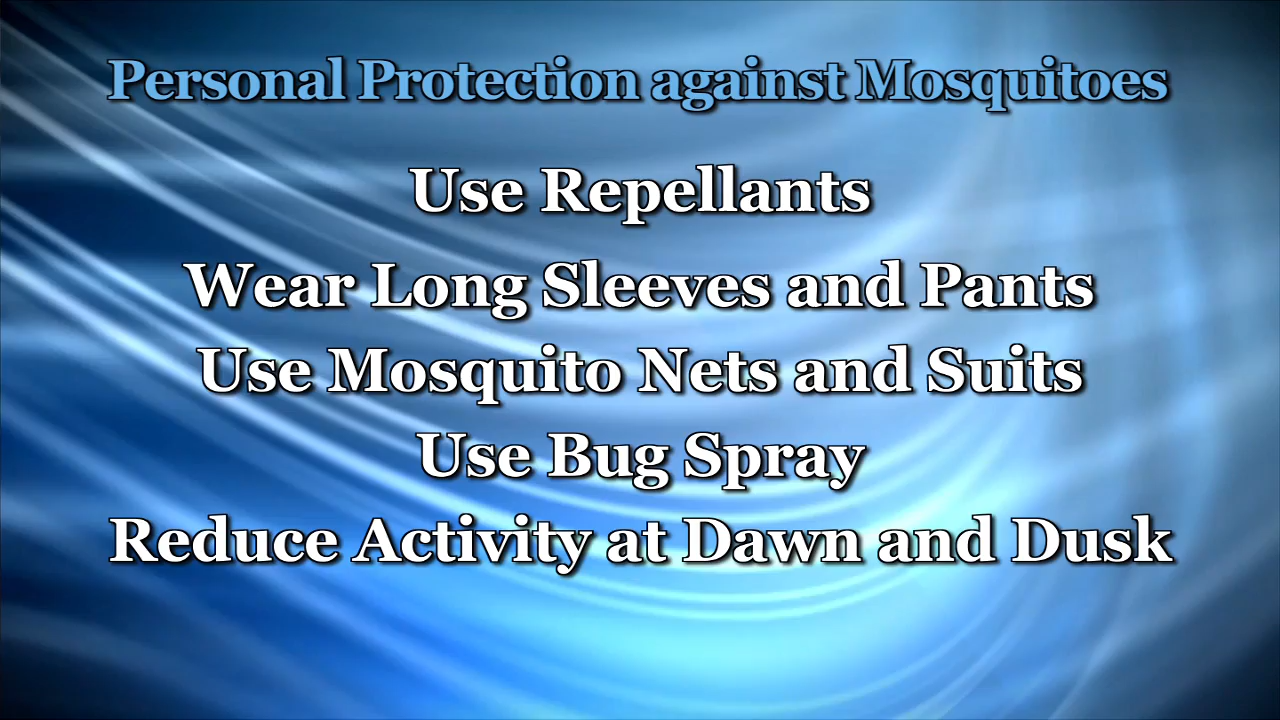 Personal Protection against Mosquitoes
Use Repellants
Wear Long Sleeves and Pants
Use Mosquito Nets and Suits
Use Bug Spray
Reduce Activity at Dawn and Dusk